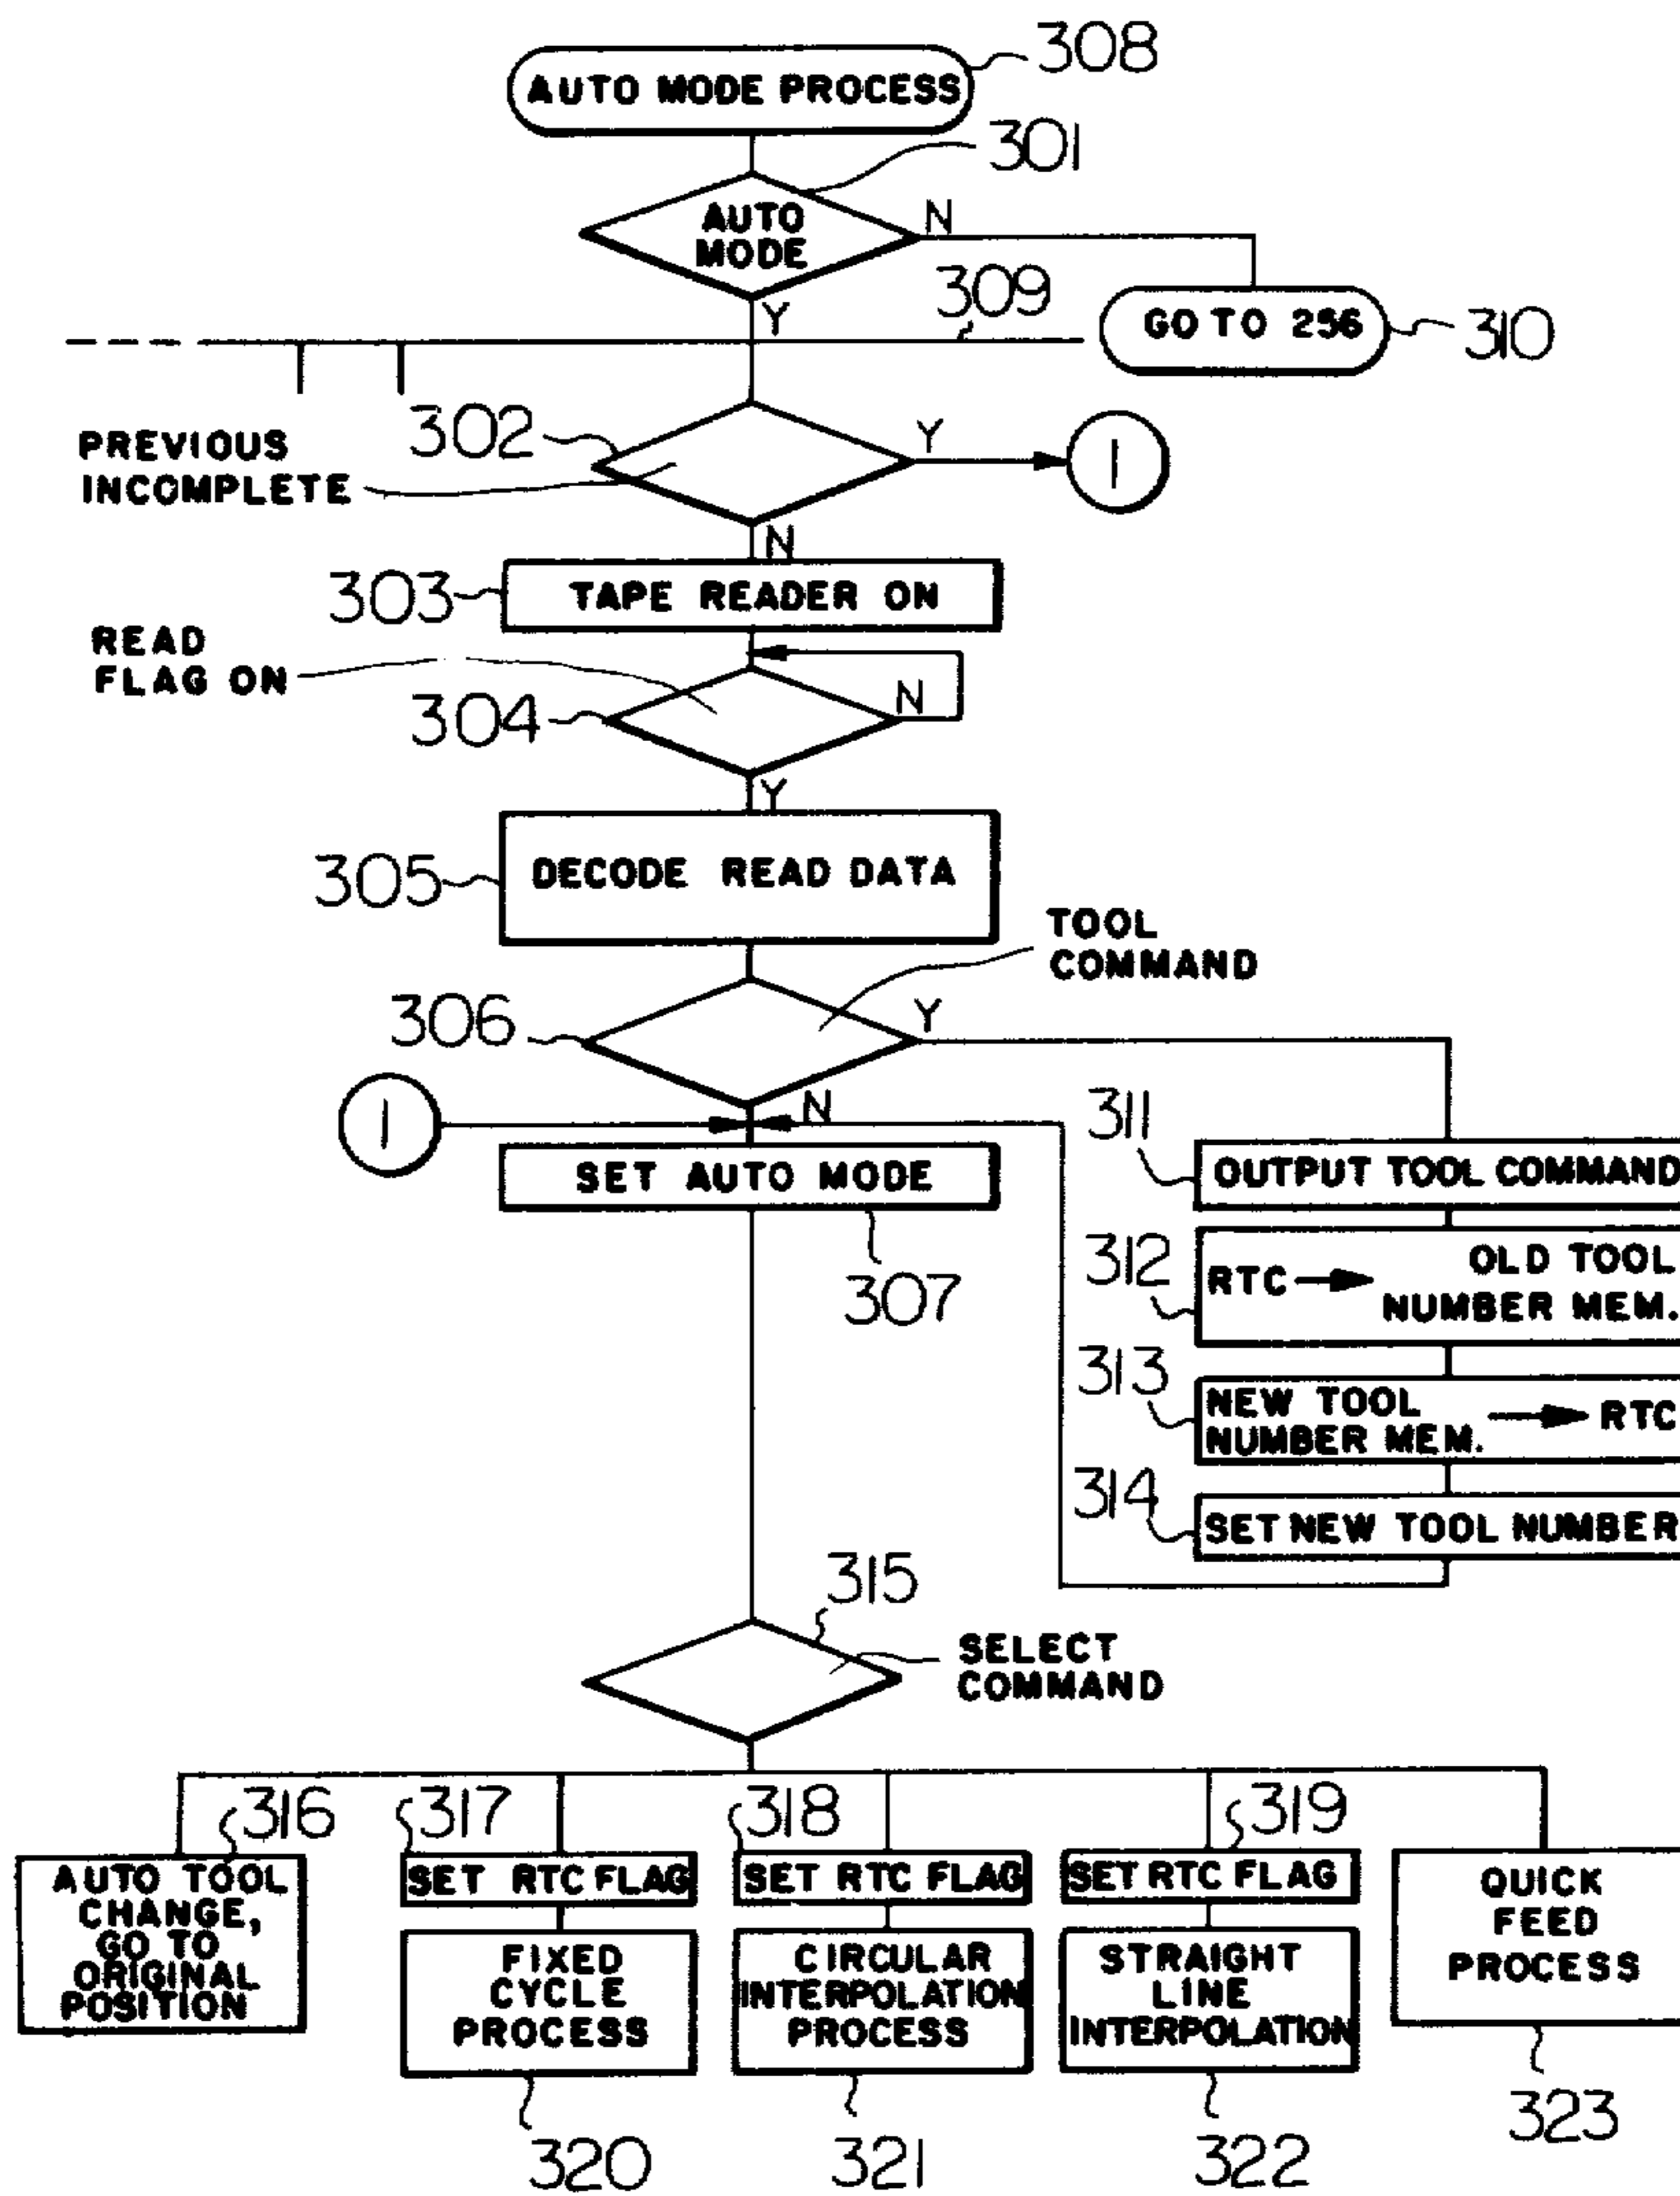 308
AUTO MODE PROCESS
301
AUTO
MODE
N
Y
309
GO TO 256
310
302
PREVIOUS
INCOMPLETE
Y
1
N
303
TAPE READER ON
READ
FLAG ON
304
N
Y
305
DECODE READ DATA
TOOL
COMMAND
306
Y
1
N
SET AUTO MODE
307
311
OUTPUT TOOL COMMAND
312
RTC → OLD TOOL
NUMBER MEM.
313
NEW TOOL
NUMBER MEM. → RTC
314
SET NEW TOOL NUMBER
315
SELECT
COMMAND
316
317
318
319
AUTO TOOL
CHANGE,
GO TO
ORIGINAL
POSITION
SET RTC FLAG
FIXED
CYCLE
PROCESS
SET RTC FLAG
CIRCULAR
INTERPOLATION
PROCESS
SET RTC FLAG
STRAIGHT
LINE
INTERPOLATION
QUICK
FEED
PROCESS
320
321
322
323